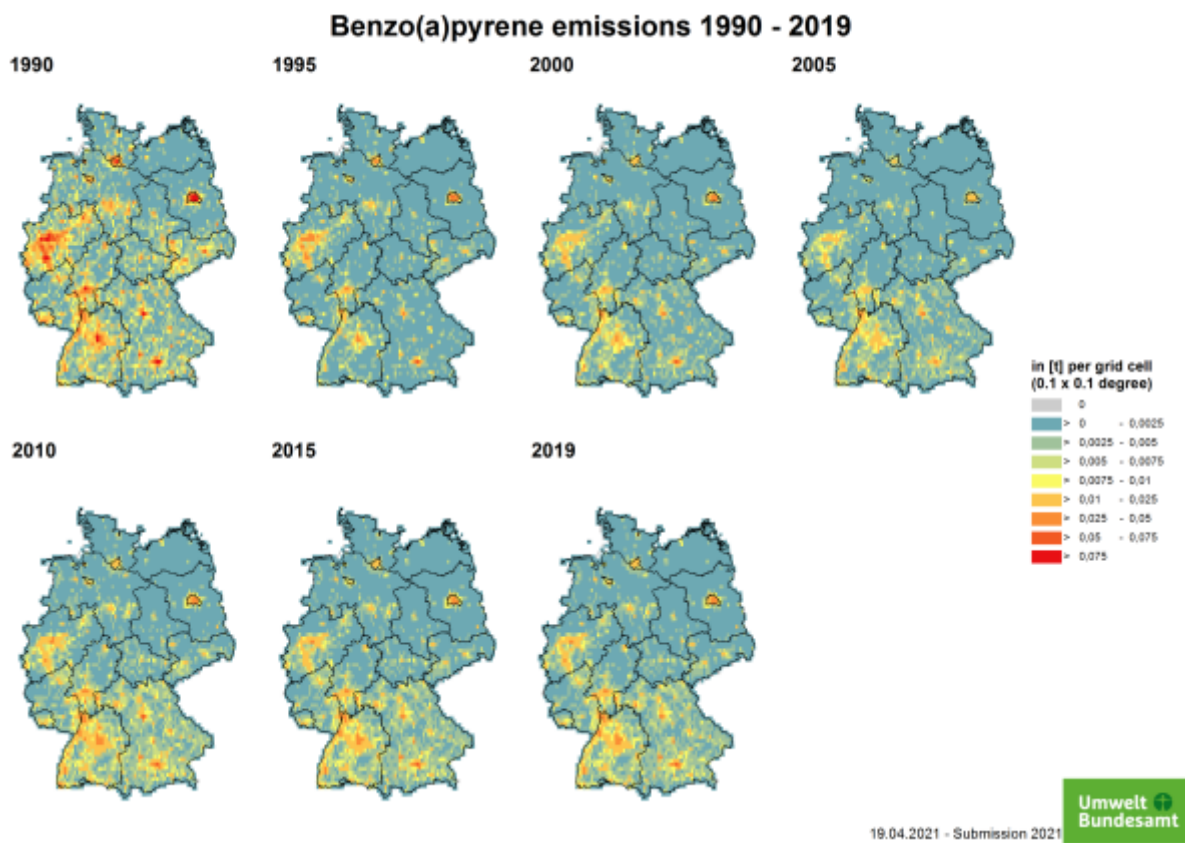 Benzo(a)pyrene emissions 1990 - 2019
1990
1995
2000
2005
in [t] per grid cell
(0.1 x 0.1 degree)
0
> 0 - 0,0025
> 0,0025 - 0,005
> 0,005 - 0,0075
> 0,0075 - 0,01
> 0,01 - 0,025
> 0,025 - 0,05
> 0,05 - 0,075
> 0,075
2010
2015
2019
Umwelt
Bundesamt
19.04.2021 - Submission 2021